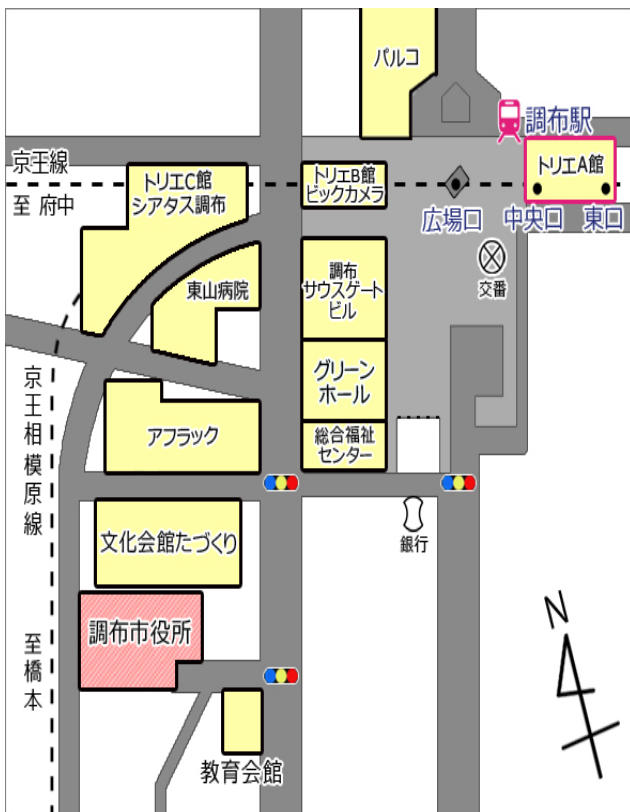 パルコ
調布駅
京王線
トリエC館
シアタス調布
トリエB館
ビックカメラ
トリエA館
至 府中
広場口
中央口
東口
東山病院
調布
サウスゲート
ビル
交番
グリーン
ホール
京王相模原線
アフラック
総合福祉
センター
文化会館たづくり
銀行
調布市役所
至橋本
N
教育会館